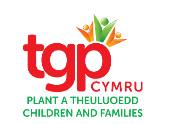 tgp
CYMRU
PLANT A THEULUOEDD
CHILDREN AND FAMILIES